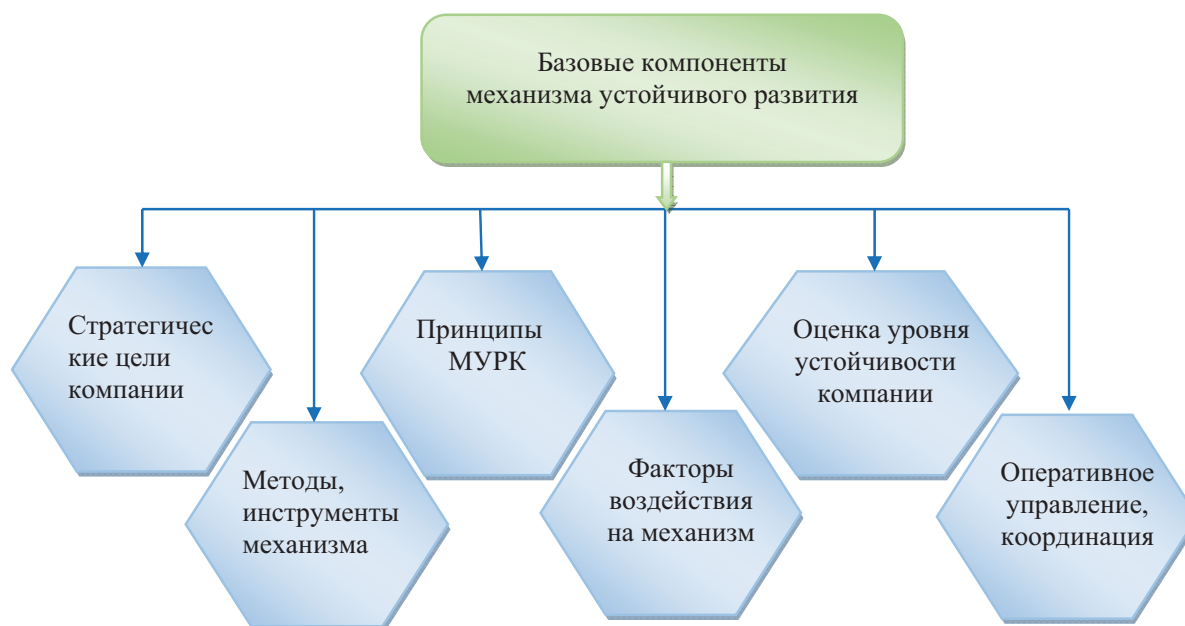 Базовые компоненты
механизма устойчивого развития
Стратегичес
кие цели
компании
Методы,
инструменты
механизма
Принципы
МУРК
Факторы
воздействия
на механизм
Оценка уровня
устойчивости
компании
Оперативное
управление,
координация